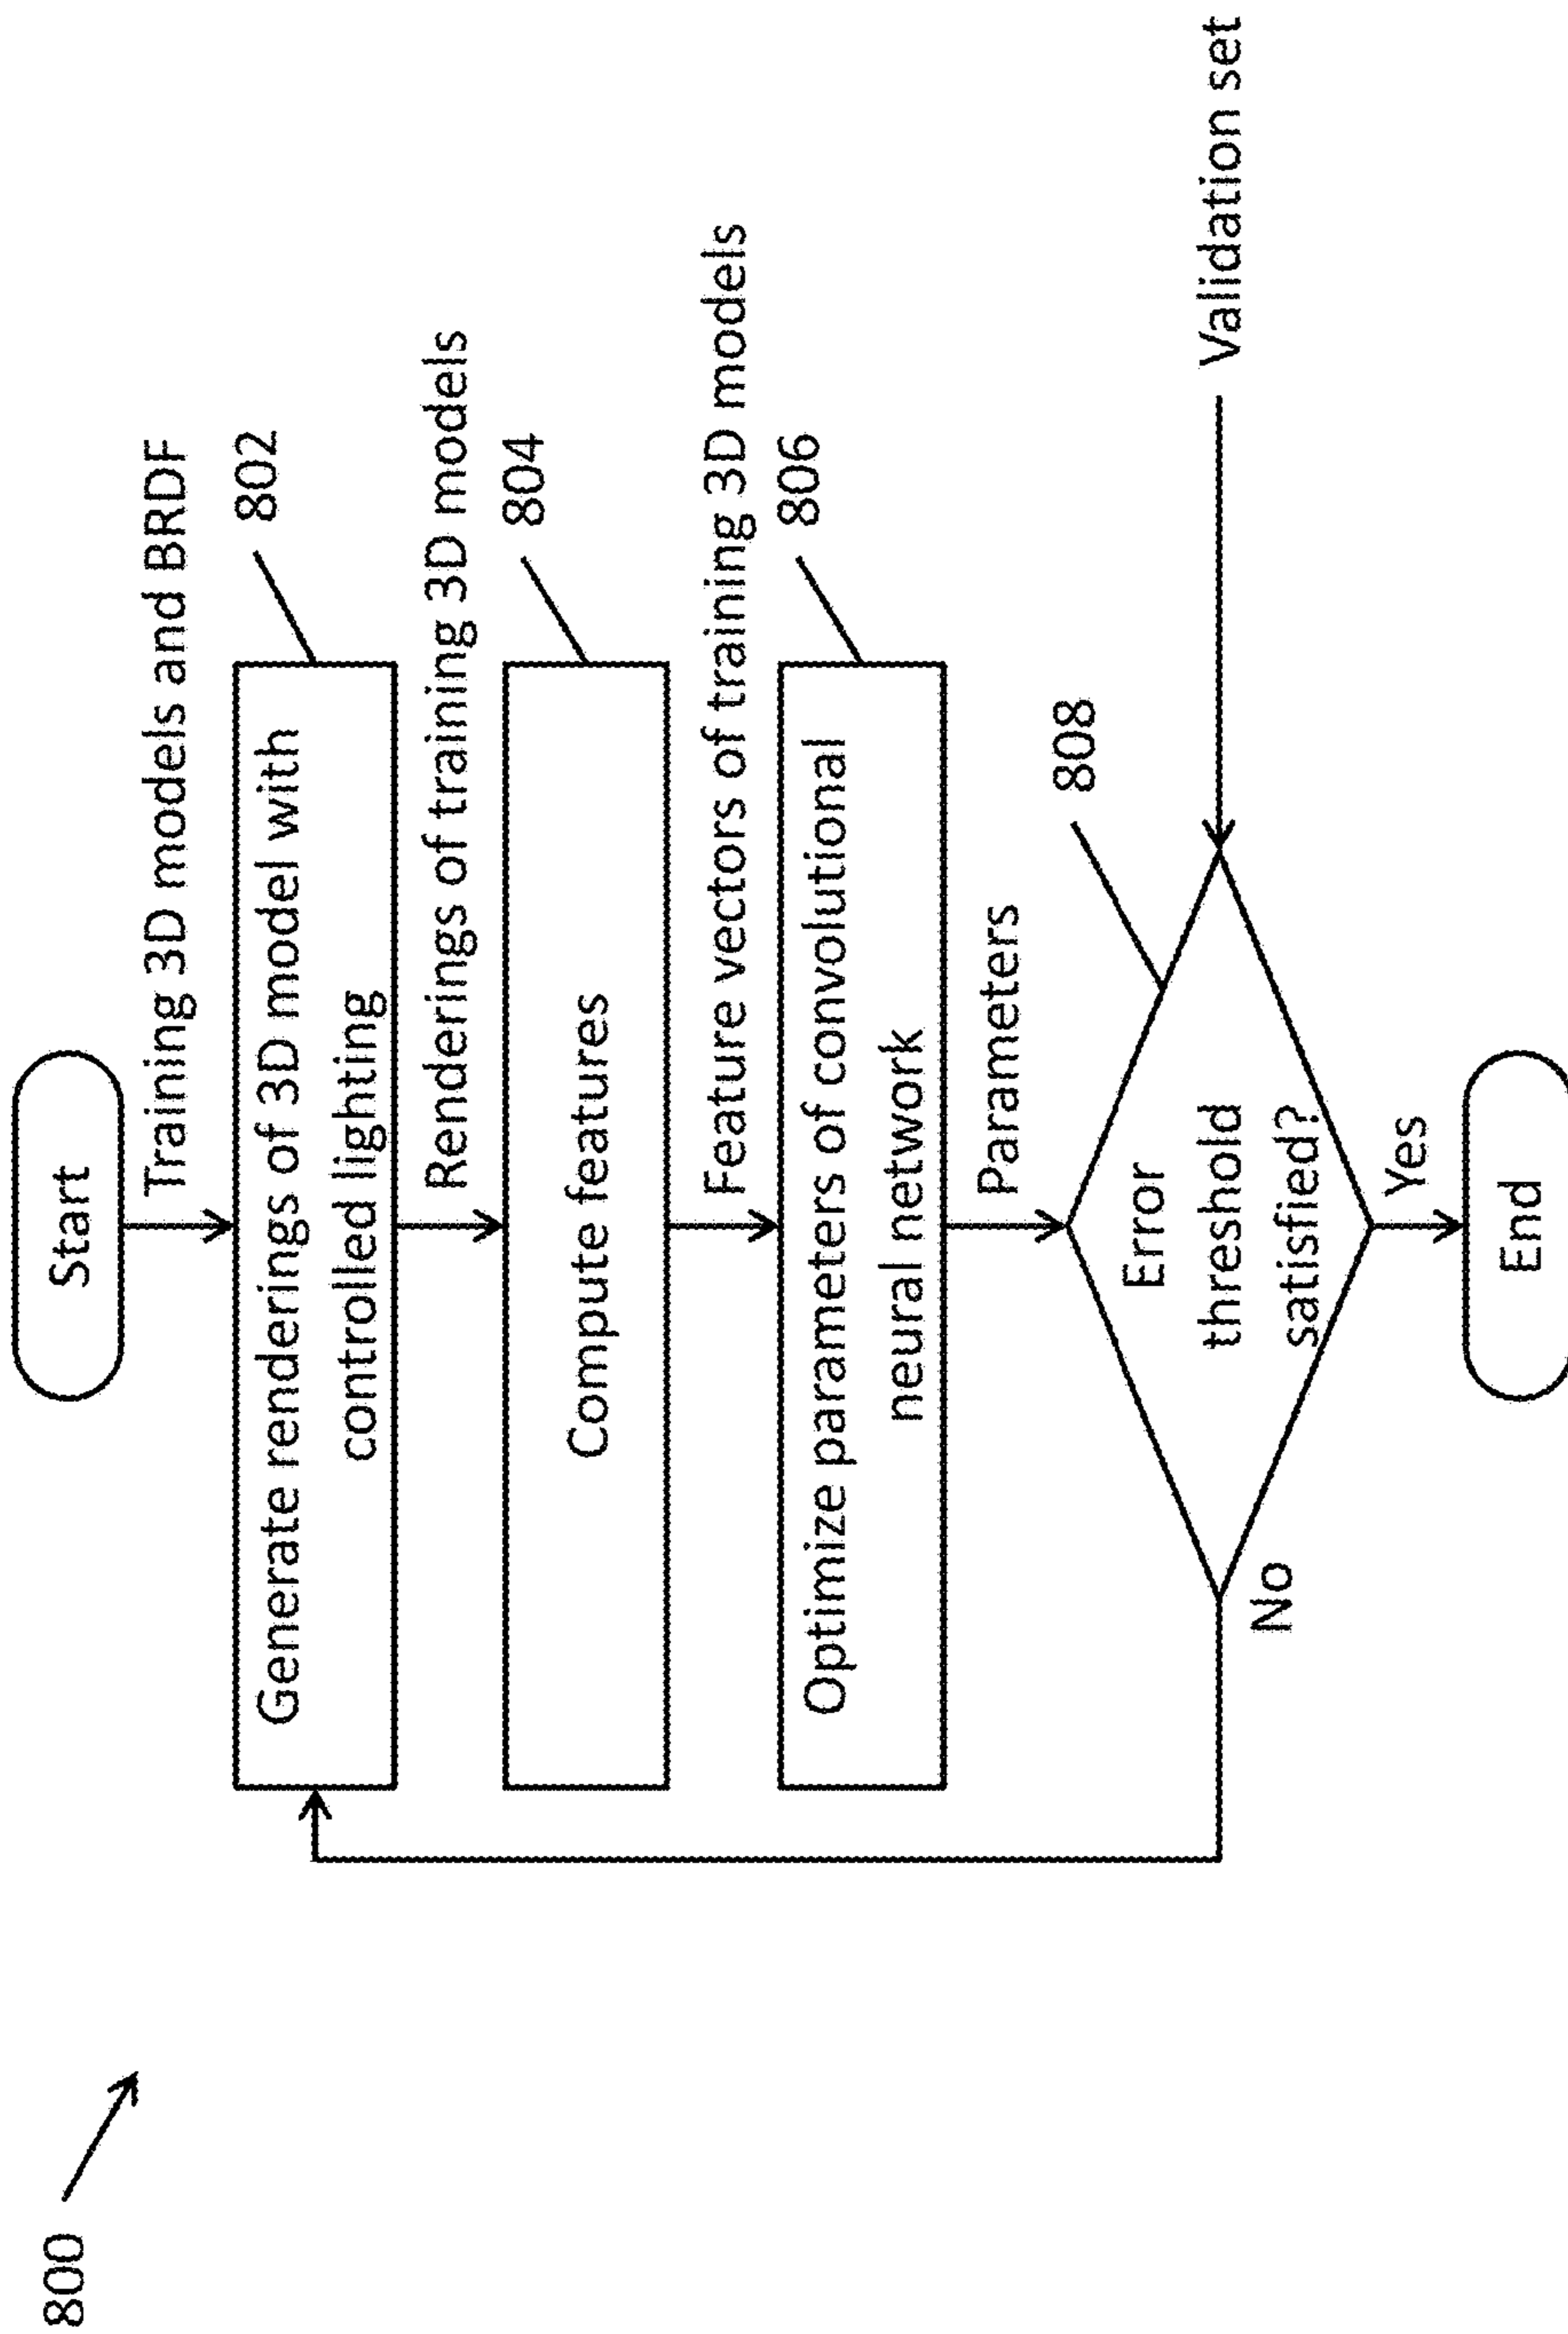 800
Start
Training 3D models and BRDF
802
Generate renderings of 3D model with
controlled lighting
Renderings of training 3D models
804
Compute features
Feature vectors of training 3D models
806
Optimize parameters of convolutional
neural network
Parameters
808
Error
threshold
satisfied?
Validation set
No
Yes
End